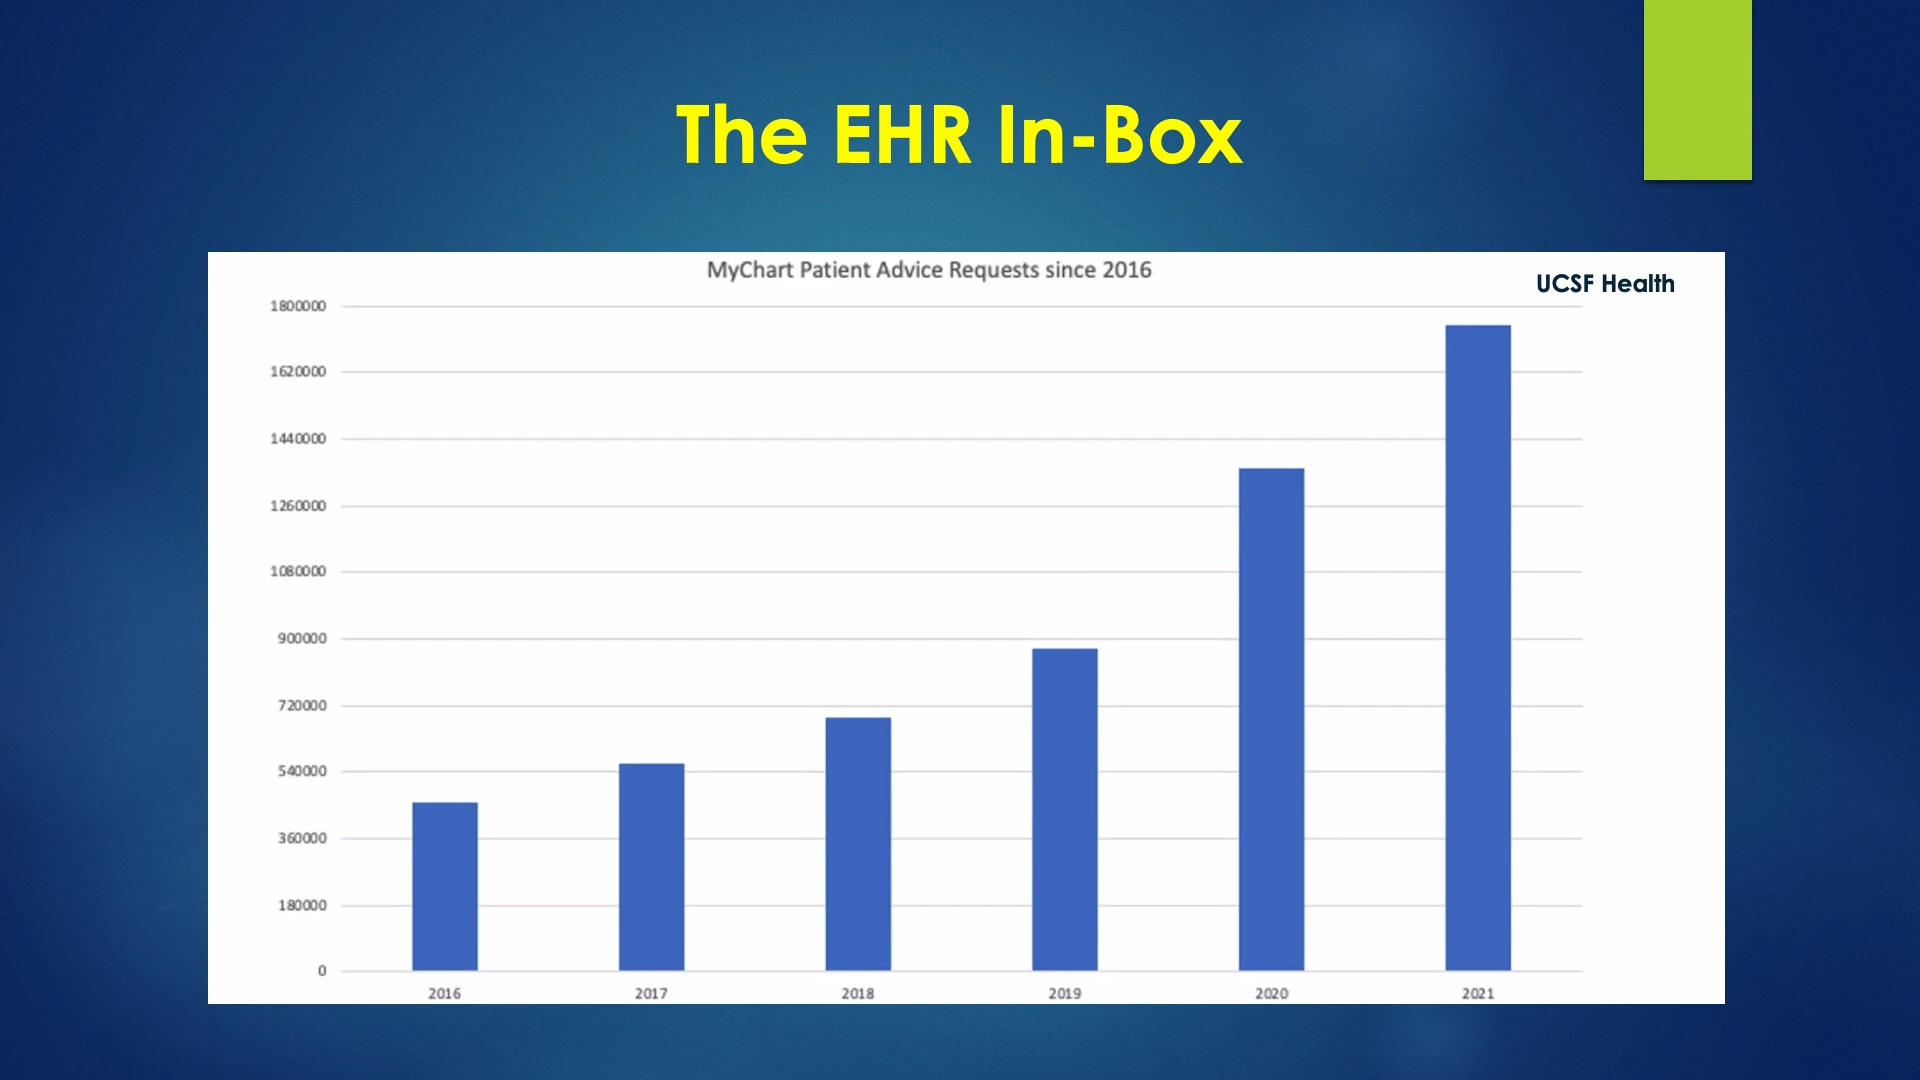 The EHR In-Box
MyChart Patient Advice Requests since 2016
UCSF Health
1800000
1620000
1440000
1260000
1080000
900000
720000
540000
360000
180000
0
2016 2017 2018 2019 2020 2021